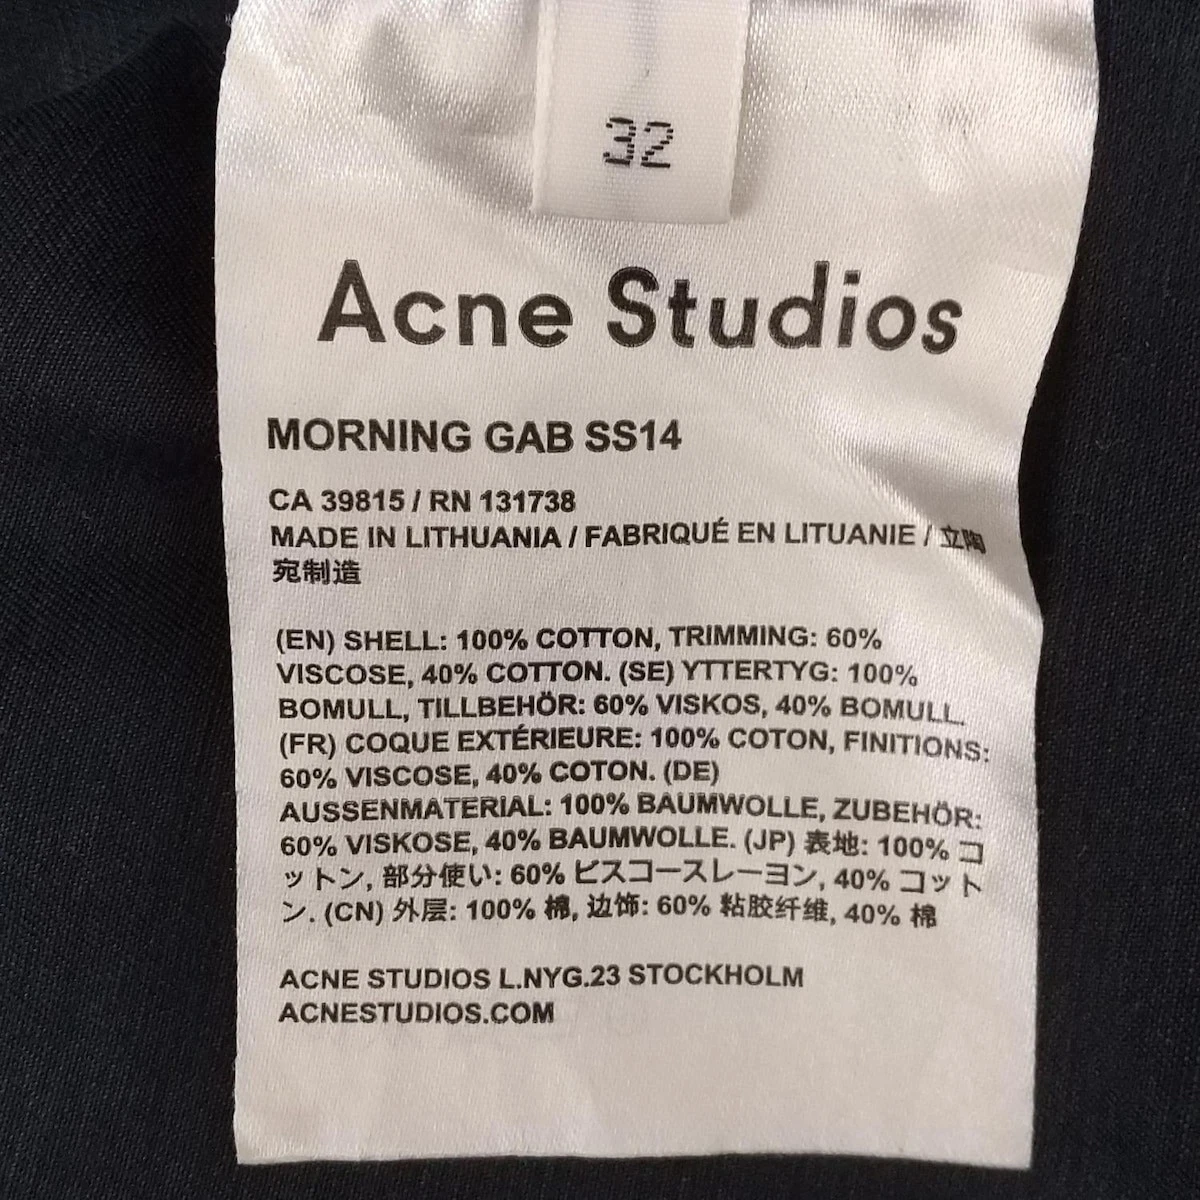 32
Acne Studios
MORNING GAB SS14
CA 39815 / RN 131738
MADE IN LITHUANIA / FABRIQUÉ EN LITUANIE / 立陶
宛制造
(EN) SHELL: 100% COTTON, TRIMMING: 60%
VISCOSE, 40% COTTON. (SE) YTTERTYG: 100%
BOMULL, TILLBEHÖR: 60% VISKOS, 40% BOMULL.
(FR) COQUE EXTÉRIEURE: 100% COTON, FINITIONS:
60% VISCOSE, 40% COTON. (DE)
AUSSENMATERIAL: 100% BAUMWOLLE, ZUBEHÖR:
60% VISKOSE, 40% BAUMWOLLE. (JP) 表地: 100% コ
ットン, 部分使い: 60% ビスコースレーヨン, 40% コット
ン. (CN) 外层: 100% 棉, 边饰: 60% 粘胶纤维, 40% 棉
ACNE STUDIOS L.NYG.23 STOCKHOLM
ACNESTUDIOS.COM